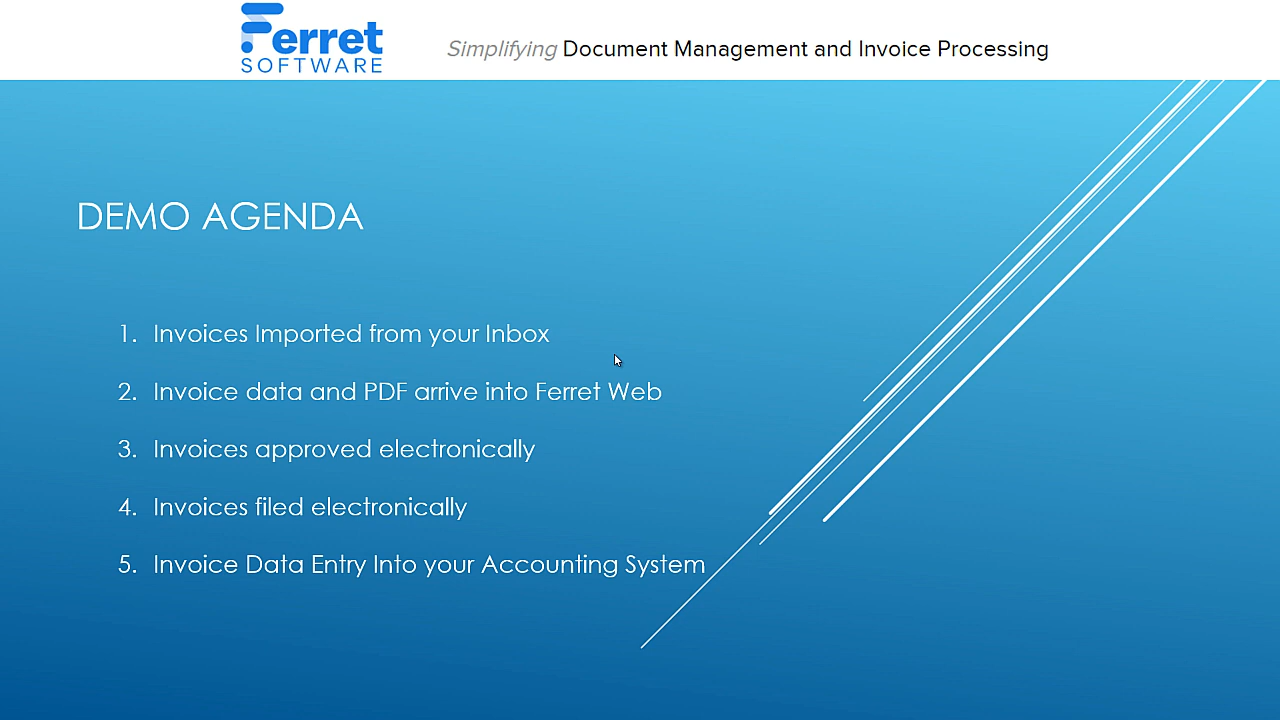 Ferret
SOFTWARE
Simplifying Document Management and Invoice Processing
DEMO AGENDA
1. Invoices Imported from your Inbox
2. Invoice data and PDF arrive into Ferret Web
3. Invoices approved electronically
4. Invoices filed electronically
5. Invoice Data Entry Into your Accounting System